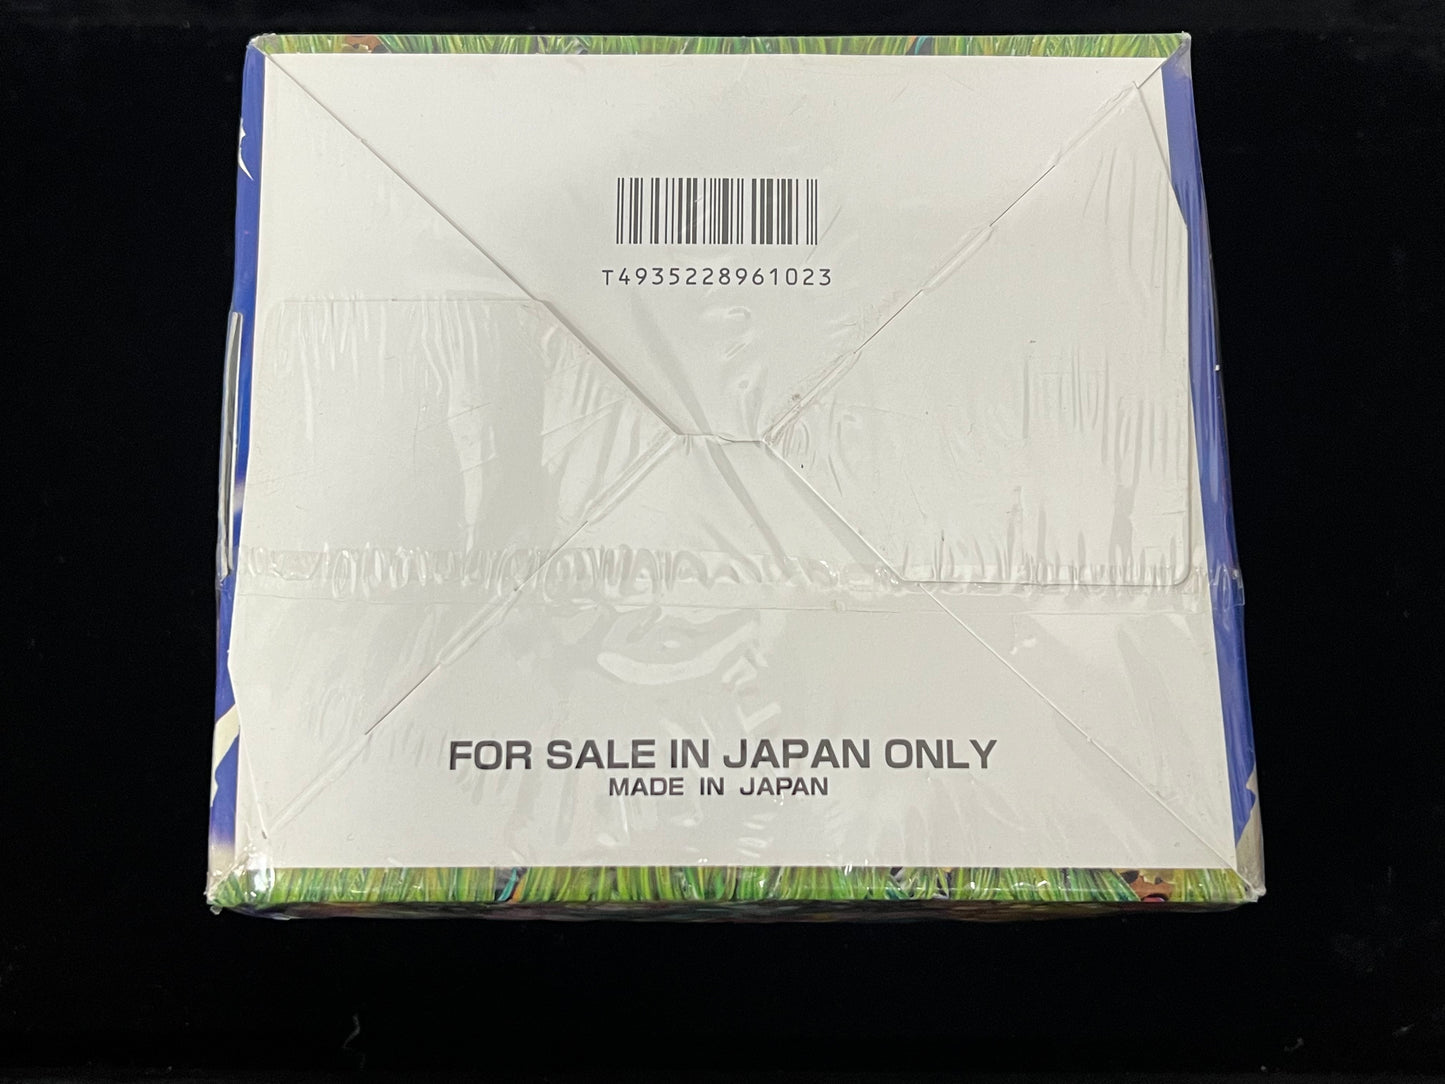 T4935228961023
FOR SALE IN JAPAN ONLY
MADE IN JAPAN